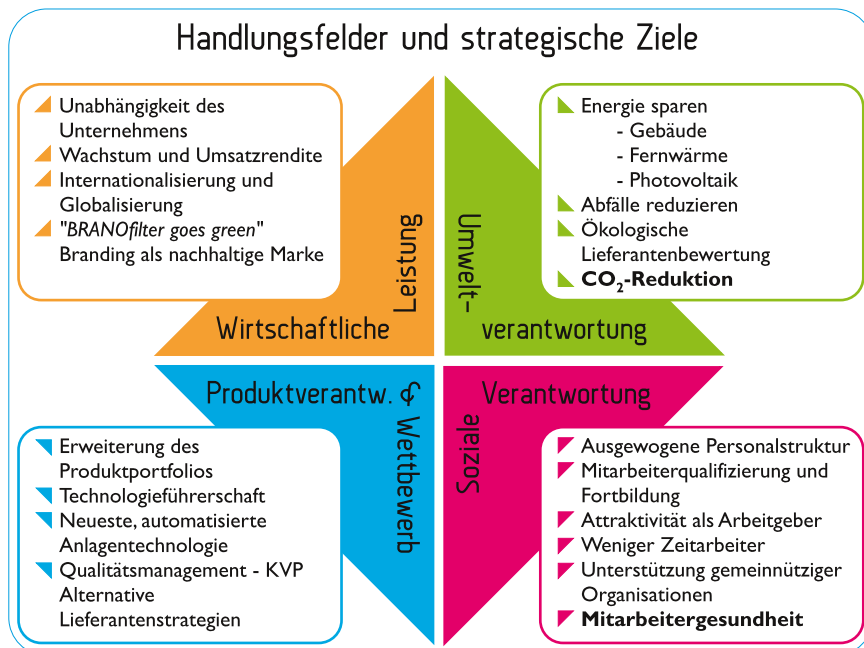 Handlungsfelder und strategische Ziele
Unabhängigkeit des
Unternehmens
Wachstum und Umsatzrendite
Internationalisierung und
Globalisierung
"BRANOfilter goes green"
Branding als nachhaltige Marke
Wirtschaftliche
Leistung
Energie sparen
- Gebäude
- Fernwärme
- Photovoltaik
Abfälle reduzieren
Ökologische
Lieferantenbewertung
CO₂-Reduktion
Umwelt-
verantwortung
Produktverantw. &
Wettbewerb
Erweiterung des
Produktportfolios
Technologieführerschaft
Neueste, automatisierte
Anlagentechnologie
Qualitätsmanagement - KVP
Alternative
Lieferantenstrategien
Soziale
Verantwortung
Ausgewogene Personalstruktur
Mitarbeiterqualifizierung und
Fortbildung
Attraktivität als Arbeitgeber
Weniger Zeitarbeiter
Unterstützung gemeinnütziger
Organisationen
Mitarbeitergesundheit